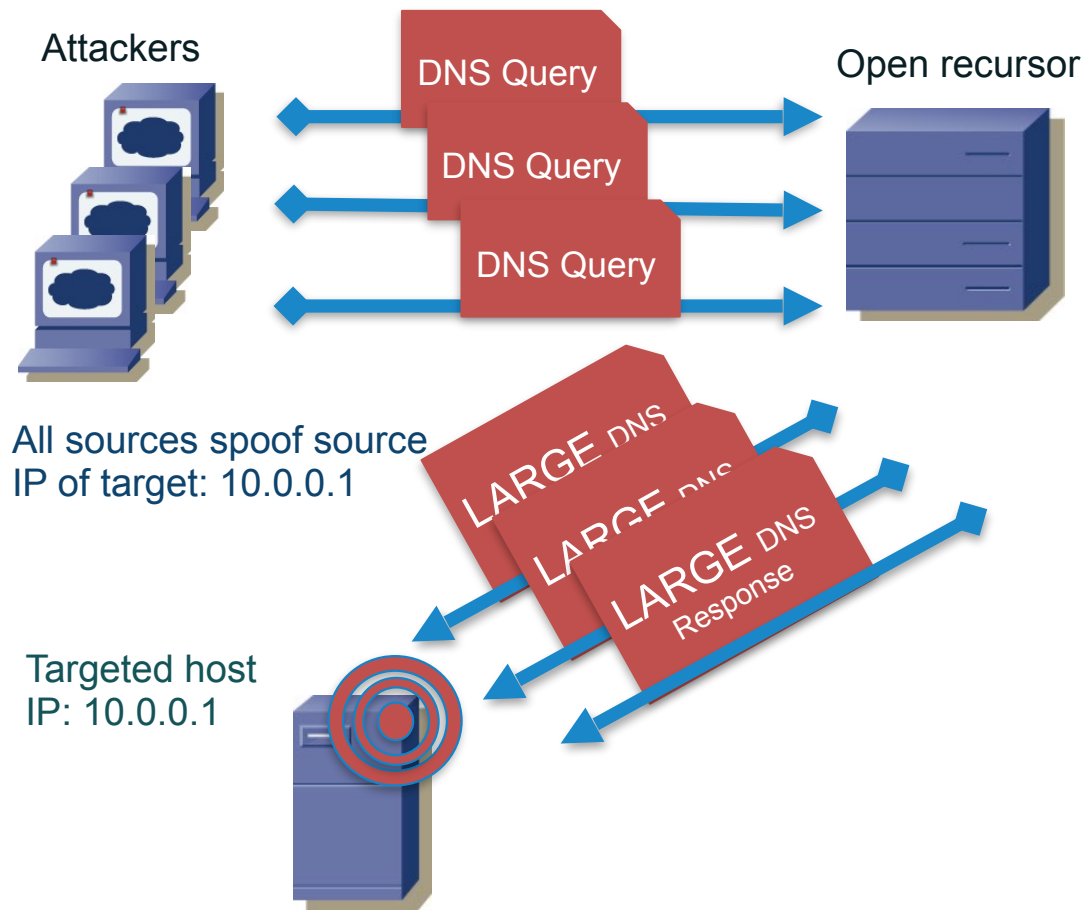 Attackers
DNS Query
Open recursor
DNS Query
DNS Query
All sources spoof source
IP of target: 10.0.0.1
LARGE DNS
LARGE DNS
LARGE DNS
Response
Targeted host
IP: 10.0.0.1